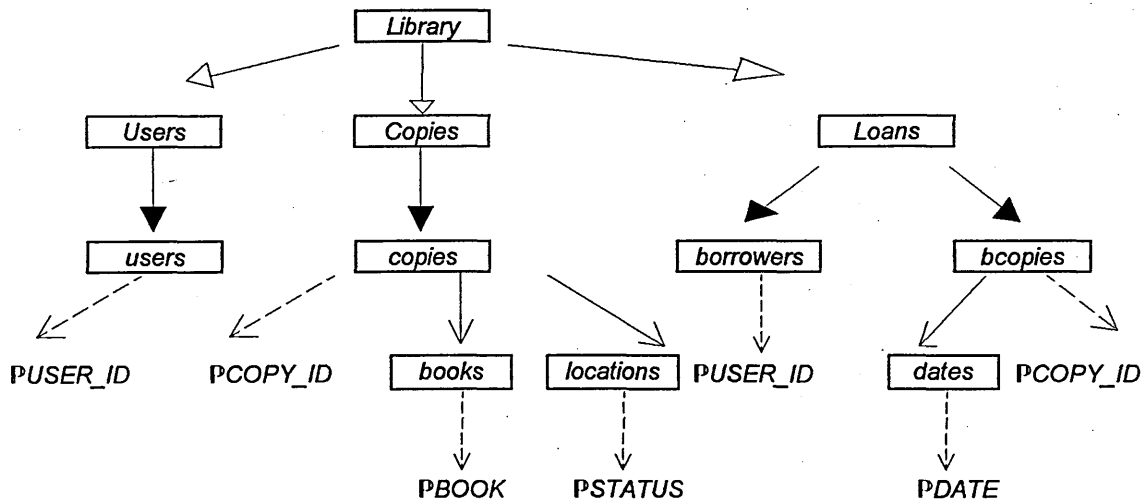 Library
Users Copies Loans
users copies borrowers bcopies
ℙUSER_ID ℙCOPY_ID books locations ℙUSER_ID dates ℙCOPY_ID
ℙBOOK ℙSTATUS ℙDATE